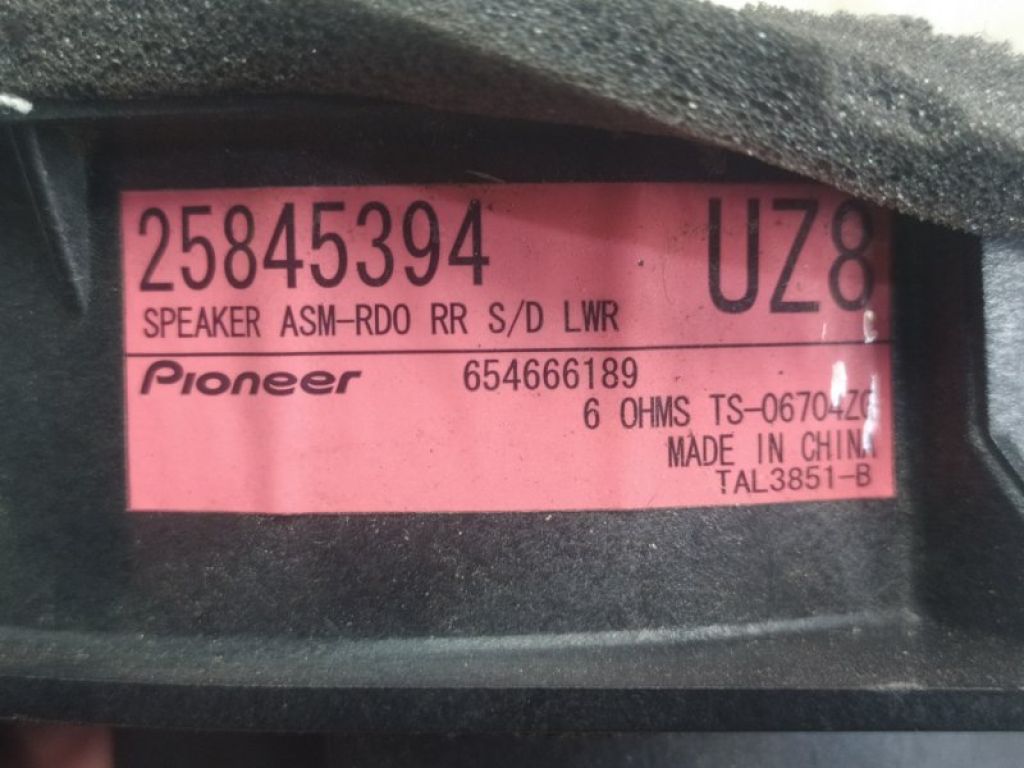 25845394 UZ8
SPEAKER ASM-RDO RR S/D LWR
Pioneer 654666189
6 OHMS
MADE IN CHINA
TAL3851-B